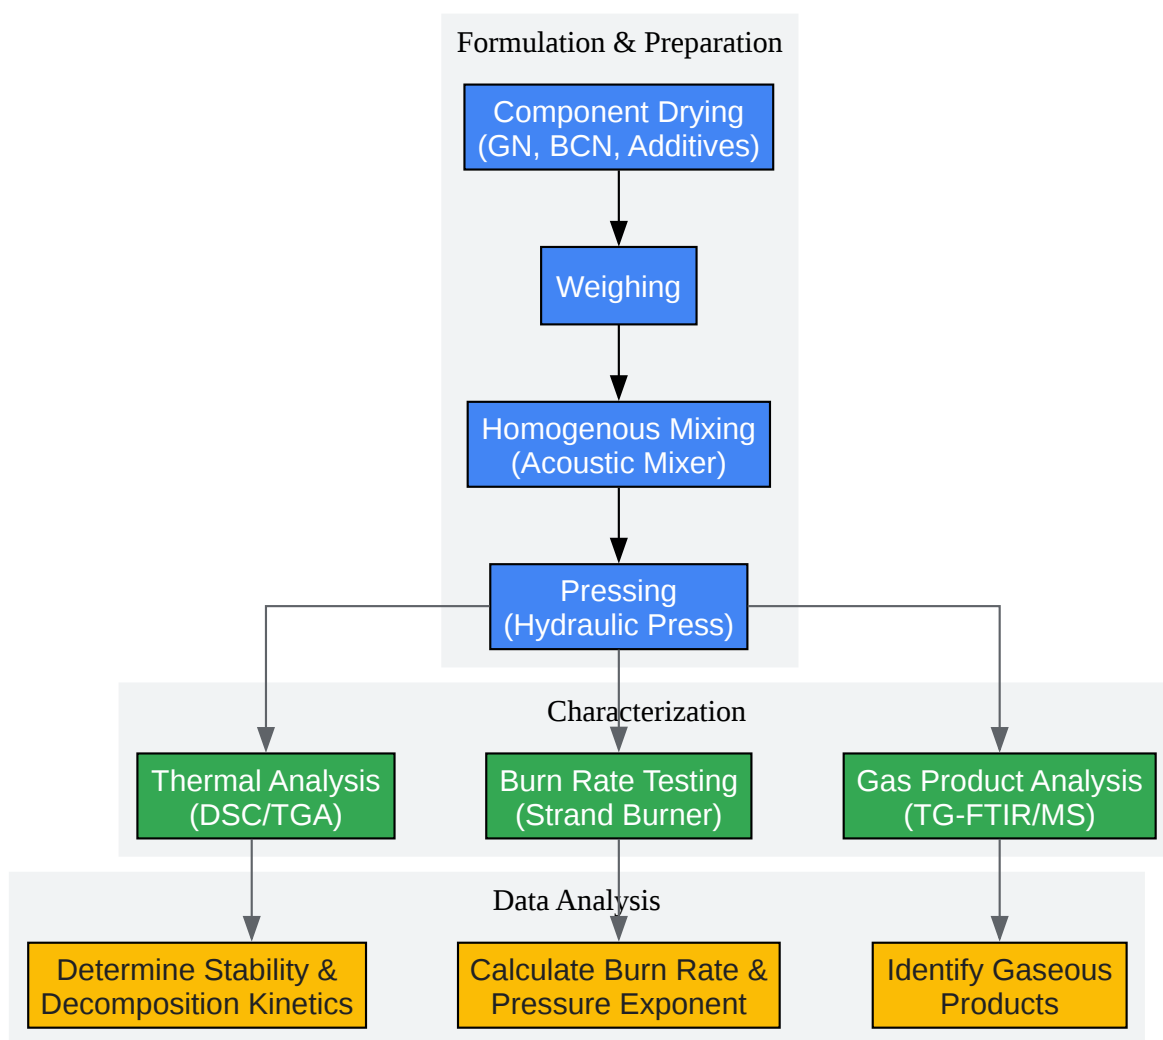 Formulation & Preparation
Component Drying
(GN, BCN, Additives)
Weighing
Homogenous Mixing
(Acoustic Mixer)
Pressing
(Hydraulic Press)
Characterization
Thermal Analysis
(DSC/TGA)
Burn Rate Testing
(Strand Burner)
Gas Product Analysis
(TG-FTIR/MS)
Data Analysis
Determine Stability &
Decomposition Kinetics
Calculate Burn Rate &
Pressure Exponent
Identify Gaseous
Products